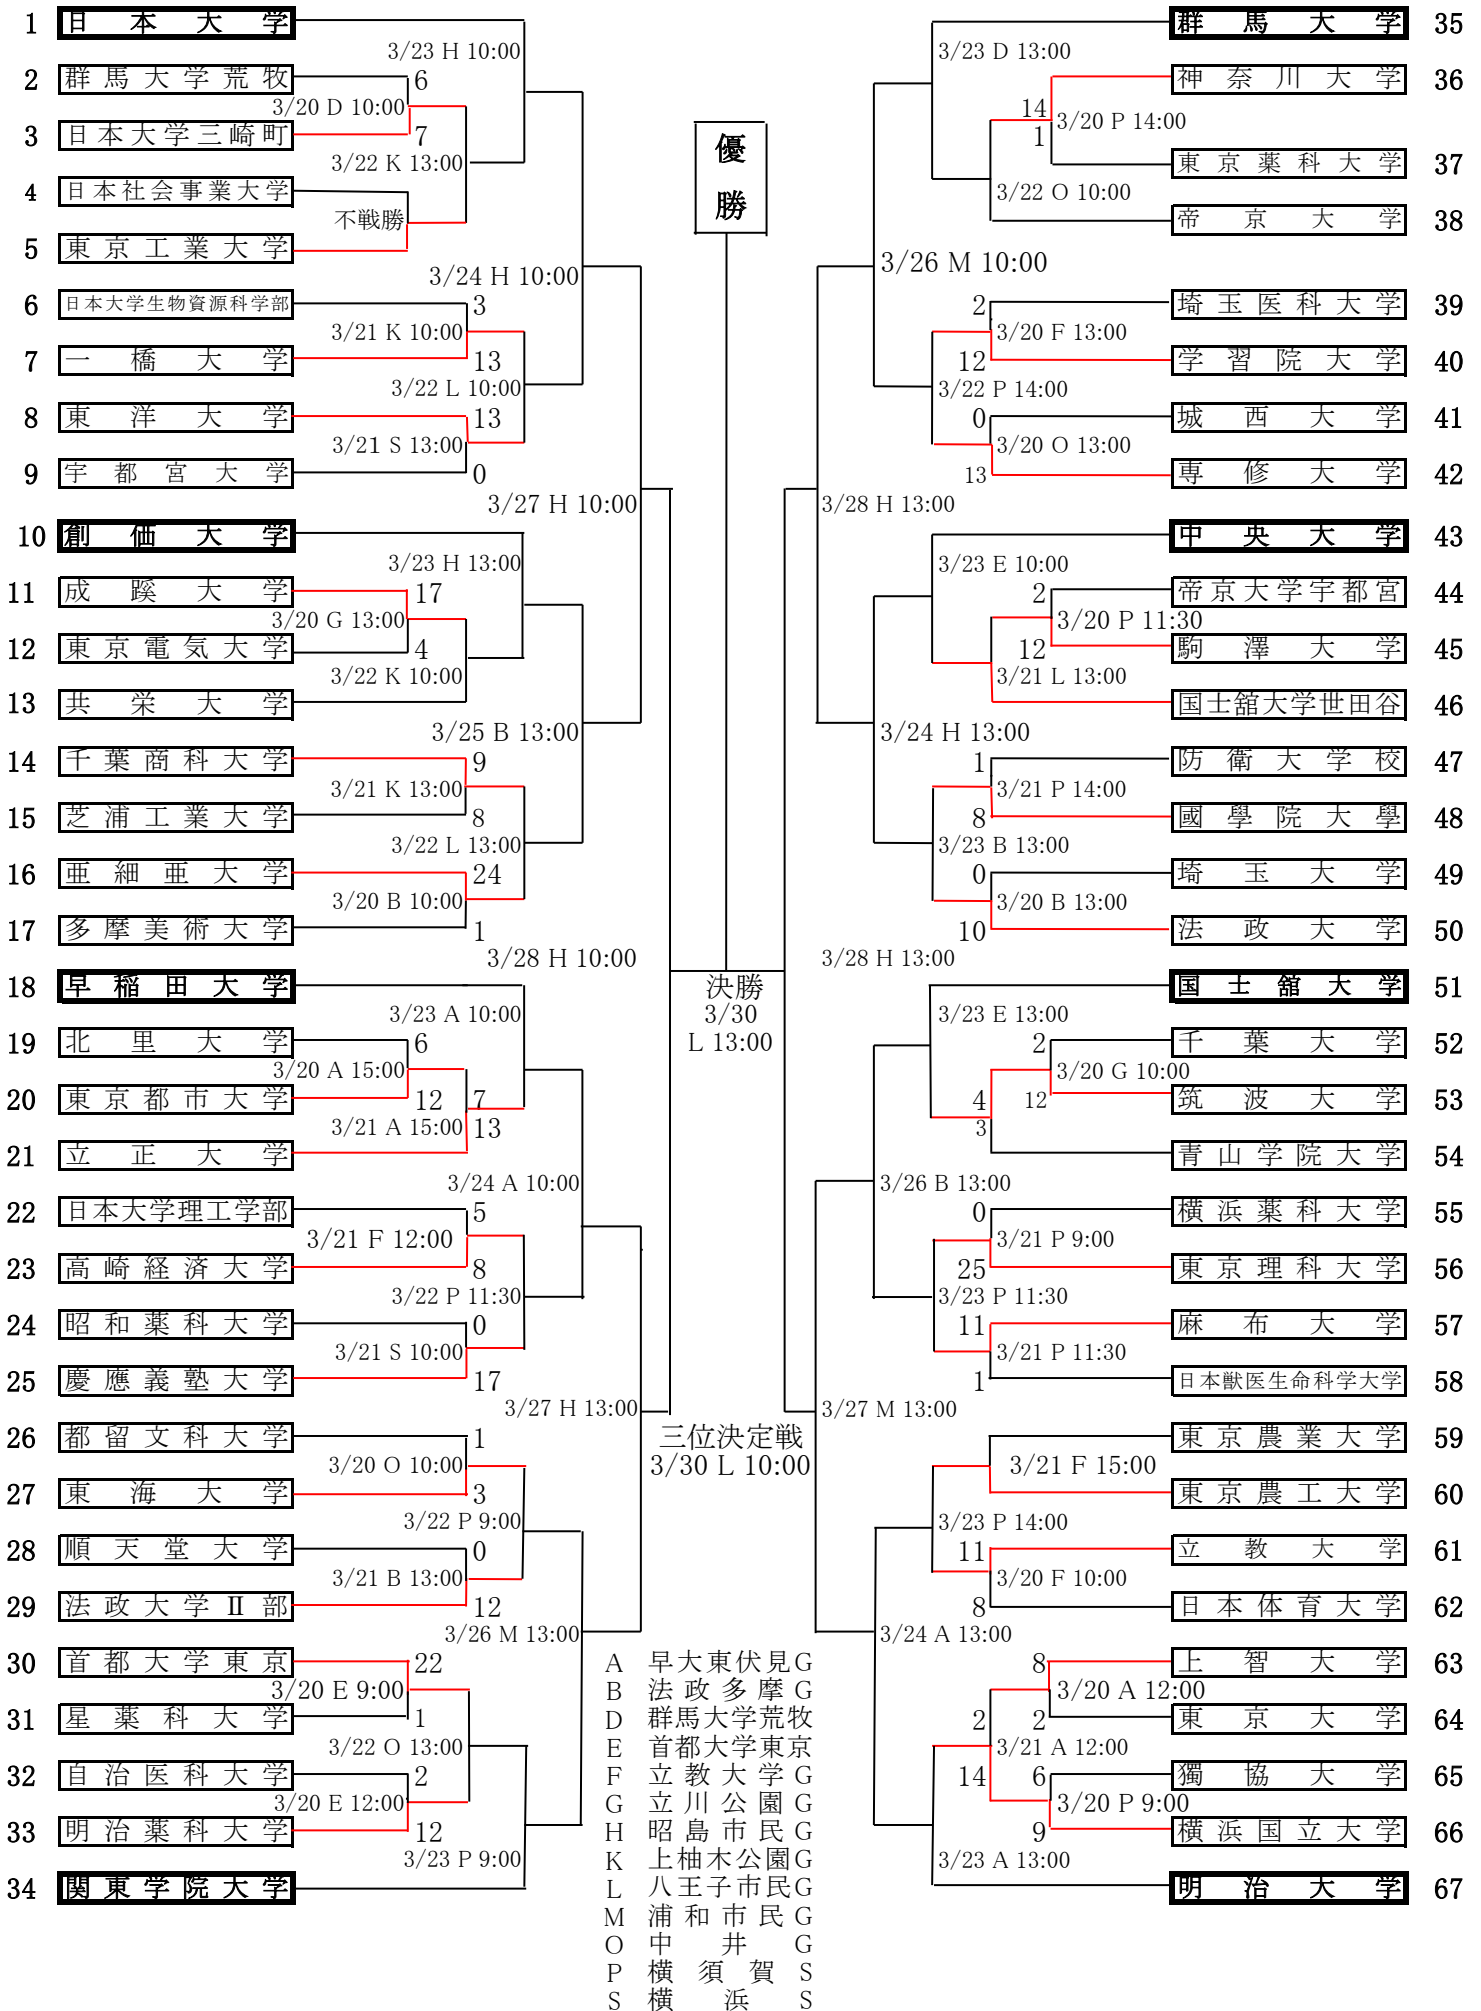 1 日本大学
3/23 H 10:00
2 群馬大学荒牧 6
3/20 D 10:00
3 日本大学三崎町 7
3/22 K 13:00
4 日本社会事業大学
不戦勝
5 東京工業大学
3/24 H 10:00
6 日本大学生物資源科学部 3
3/21 K 10:00
7 一橋大学 13
3/22 L 10:00
8 東洋大学 13
3/21 S 13:00
9 宇都宮大学 0
3/27 H 10:00
10 創価大学
3/23 H 13:00
11 成蹊大学 17
3/20 G 13:00
12 東京電気大学 4
3/22 K 10:00
13 共栄大学
3/25 B 13:00
14 千葉商科大学 9
3/21 K 13:00
15 芝浦工業大学 8
3/22 L 13:00
16 亜細亜大学 24
3/20 B 10:00
17 多摩美術大学 1
3/28 H 10:00
18 早稲田大学
3/23 A 10:00
19 北里大学 6
3/20 A 15:00
20 東京都市大学 12 7
3/21 A 15:00 13
21 立正大学
3/24 A 10:00
22 日本大学理工学部 5
3/21 F 12:00
23 高崎経済大学 8
3/22 P 11:30
24 昭和薬科大学 0
3/21 S 10:00
25 慶應義塾大学 17
3/27 H 13:00
26 都留文科大学 1
3/20 O 10:00
27 東海大学 3
3/22 P 9:00
28 順天堂大学 0
3/21 B 13:00
29 法政大学Ⅱ部 12
3/26 M 13:00
30 首都大学東京 22
3/20 E 9:00
31 星薬科大学 1
3/22 O 13:00
32 自治医科大学 2
3/20 E 12:00
33 明治薬科大学 12
3/23 P 9:00
34 関東学院大学
優
勝
決勝
3/30
L 13:00
三位決定戦
3/30 L 10:00
A 早大東伏見G
B 法政多摩G
D 群馬大学荒牧
E 首都大学東京
F 立教大学G
G 立川公園G
H 昭島市民G
K 上柚木公園G
L 八王子市民G
M 浦和市民G
O 中井G
P 横須賀S
S 横浜S
群馬大学 35
3/23 D 13:00
神奈川大学 36
14
3/20 P 14:00
1
東京薬科大学 37
3/22 O 10:00
帝京大学 38
3/26 M 10:00
2 埼玉医科大学 39
3/20 F 13:00
12 学習院大学 40
3/22 P 14:00
0 城西大学 41
3/20 O 13:00
13 専修大学 42
3/28 H 13:00
中央大学 43
3/23 E 10:00
2 帝京大学宇都宮 44
3/20 P 11:30
12 駒澤大学 45
3/21 L 13:00
国士舘大学世田谷 46
3/24 H 13:00
1 防衛大学校 47
3/21 P 14:00
8 國學院大學 48
3/23 B 13:00
0 埼玉大学 49
3/20 B 13:00
10 法政大学 50
3/28 H 13:00
国士舘大学 51
3/23 E 13:00
2 千葉大学 52
3/20 G 10:00
4 12 筑波大学 53
3
青山学院大学 54
3/26 B 13:00
0 横浜薬科大学 55
3/21 P 9:00
25 東京理科大学 56
3/23 P 11:30
11 麻布大学 57
3/21 P 11:30
1 日本獣医生命科学大学 58
3/27 M 13:00
東京農業大学 59
3/21 F 15:00
東京農工大学 60
3/23 P 14:00
11 立教大学 61
3/20 F 10:00
8 日本体育大学 62
3/24 A 13:00
8 上智大学 63
3/20 A 12:00
2 2 東京大学 64
3/21 A 12:00
14 6 獨協大学 65
3/20 P 9:00
9 横浜国立大学 66
3/23 A 13:00
明治大学 67